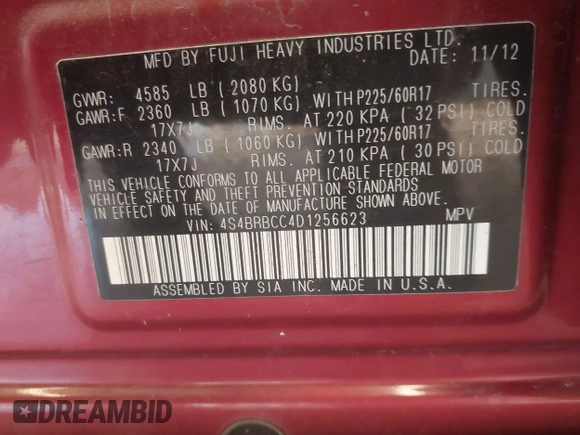 MFD BY FUJI HEAVY INDUSTRIES LTD.
DATE: 11/12
GVWR: 4585 LB ( 2080 KG)
GAWR:F 2360 LB ( 1070 KG) WITH P225/60R17 TIRES.
17X7J RIMS. AT 220 KPA ( 32 PSI) COLD
GAWR:R 2340 LB ( 1060 KG) WITH P225/60R17 TIRES.
17X7J RIMS. AT 210 KPA ( 30 PSI) COLD
THIS VEHICLE CONFORMS TO ALL APPLICABLE FEDERAL MOTOR
VEHICLE SAFETY AND THEFT PREVENTION STANDARDS
IN EFFECT ON THE DATE OF MANUFACTURE SHOWN ABOVE.
VIN: 4S4BRBCC4D1256623 MPV
ASSEMBLED BY SIA INC. MADE IN U.S.A.
DREAMBID